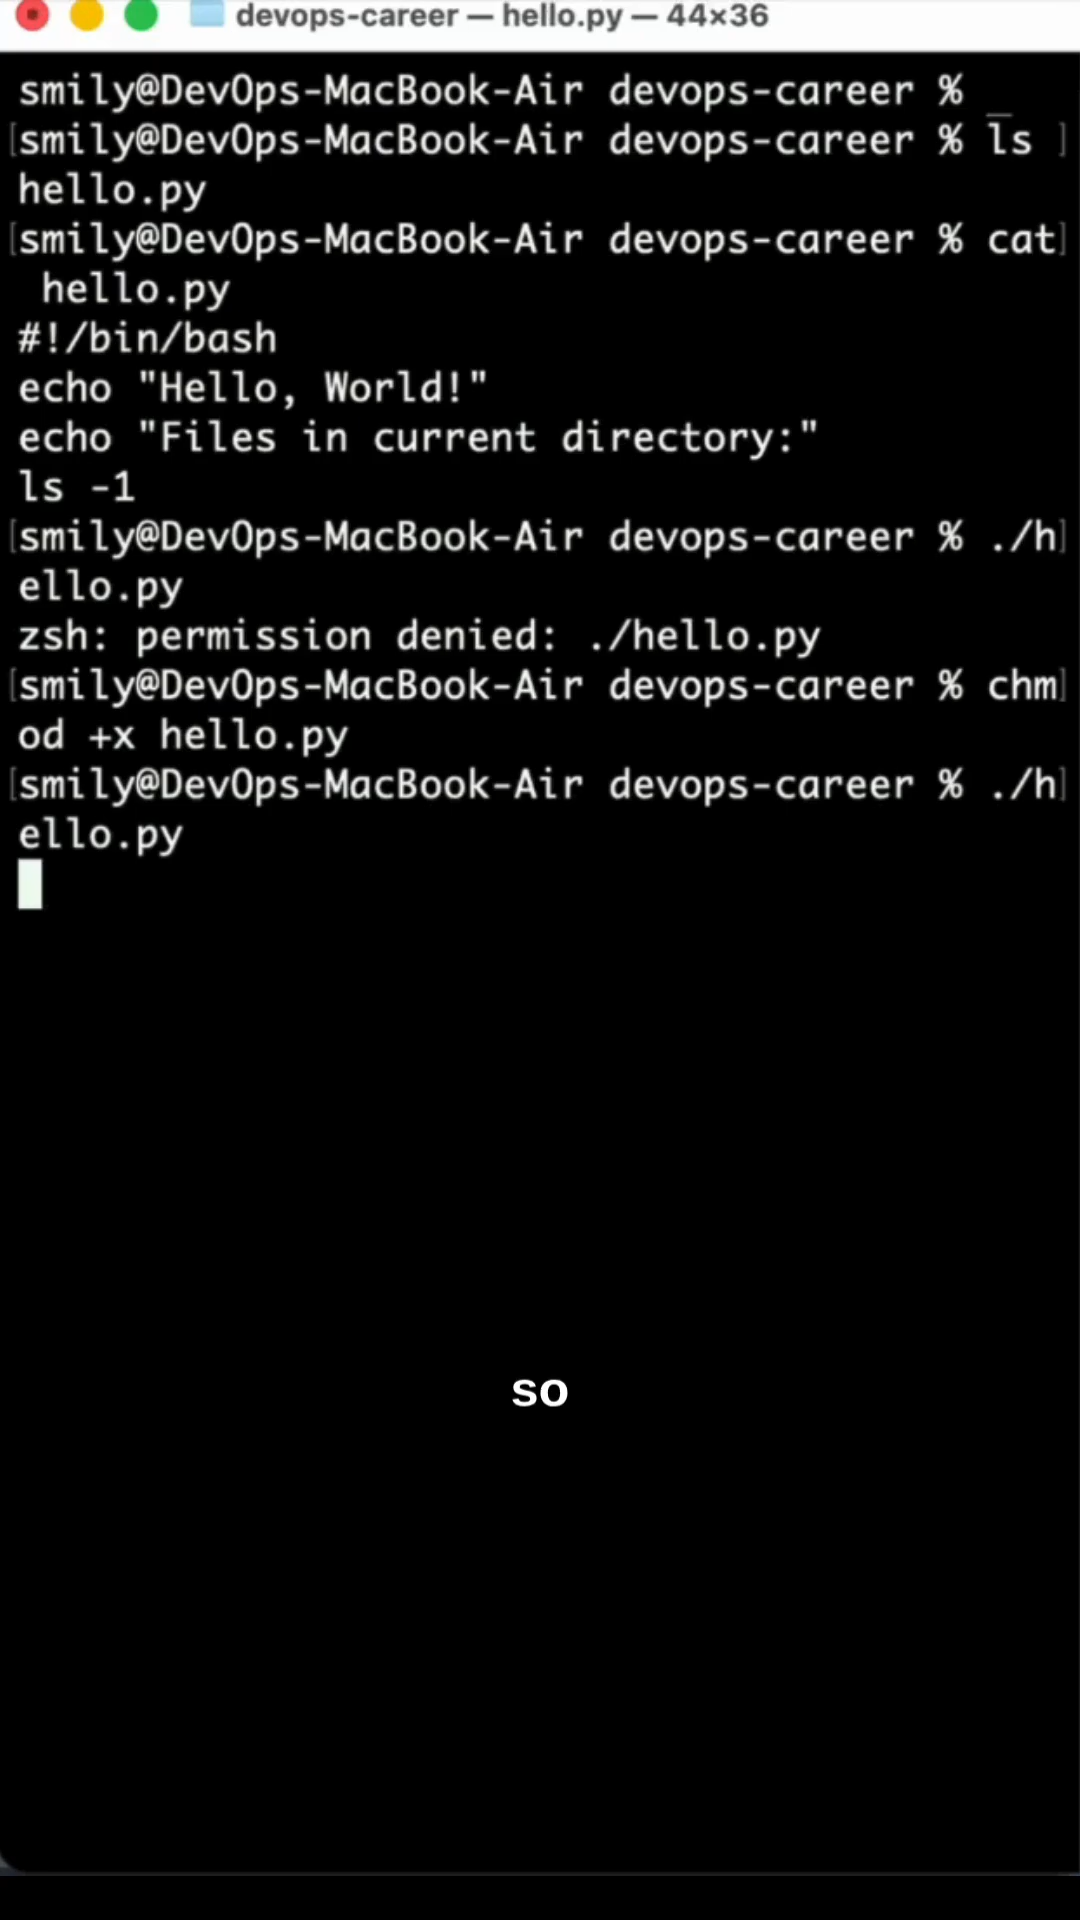 devops-career — hello.py — 44×36
smily@DevOps-MacBook-Air devops-career % _
[smily@DevOps-MacBook-Air devops-career % ls ]
hello.py
[smily@DevOps-MacBook-Air devops-career % cat]
 hello.py
#!/bin/bash
echo "Hello, World!"
echo "Files in current directory:"
ls -1
[smily@DevOps-MacBook-Air devops-career % ./h]
ello.py
zsh: permission denied: ./hello.py
[smily@DevOps-MacBook-Air devops-career % chm]
od +x hello.py
[smily@DevOps-MacBook-Air devops-career % ./h]
ello.py
so